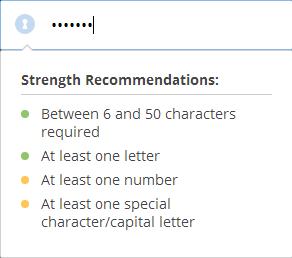 •••••••
Strength Recommendations:
Between 6 and 50 characters
required
At least one letter
At least one number
At least one special
character/capital letter